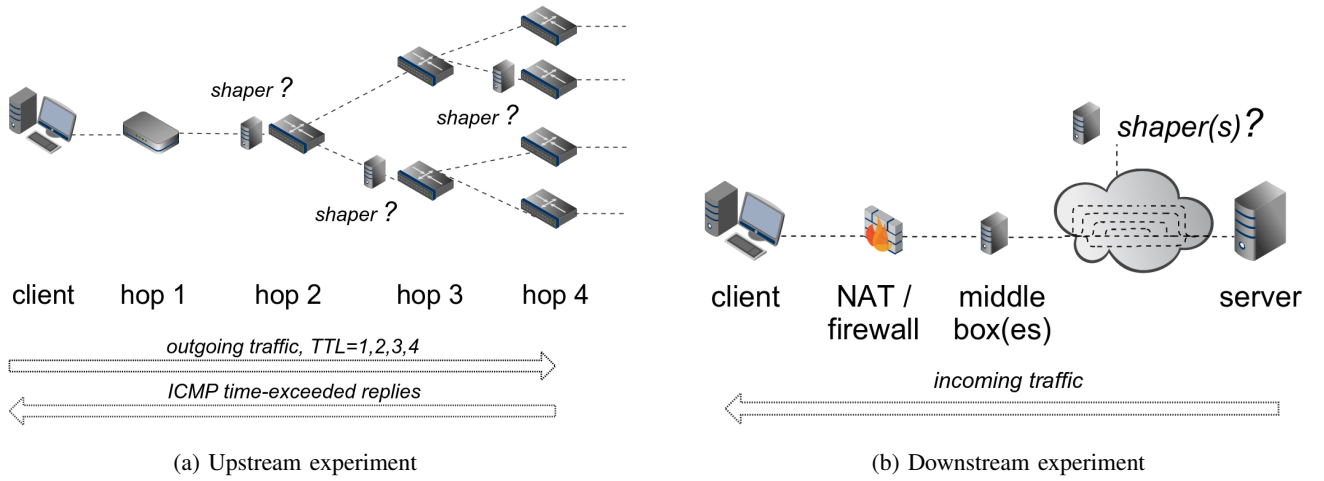 shaper ?
shaper ?
shaper ?
client
hop 1
hop 2
hop 3
hop 4
outgoing traffic, TTL=1,2,3,4
ICMP time-exceeded replies
(a) Upstream experiment
shaper(s)?
client
NAT /
firewall
middle
box(es)
server
incoming traffic
(b) Downstream experiment